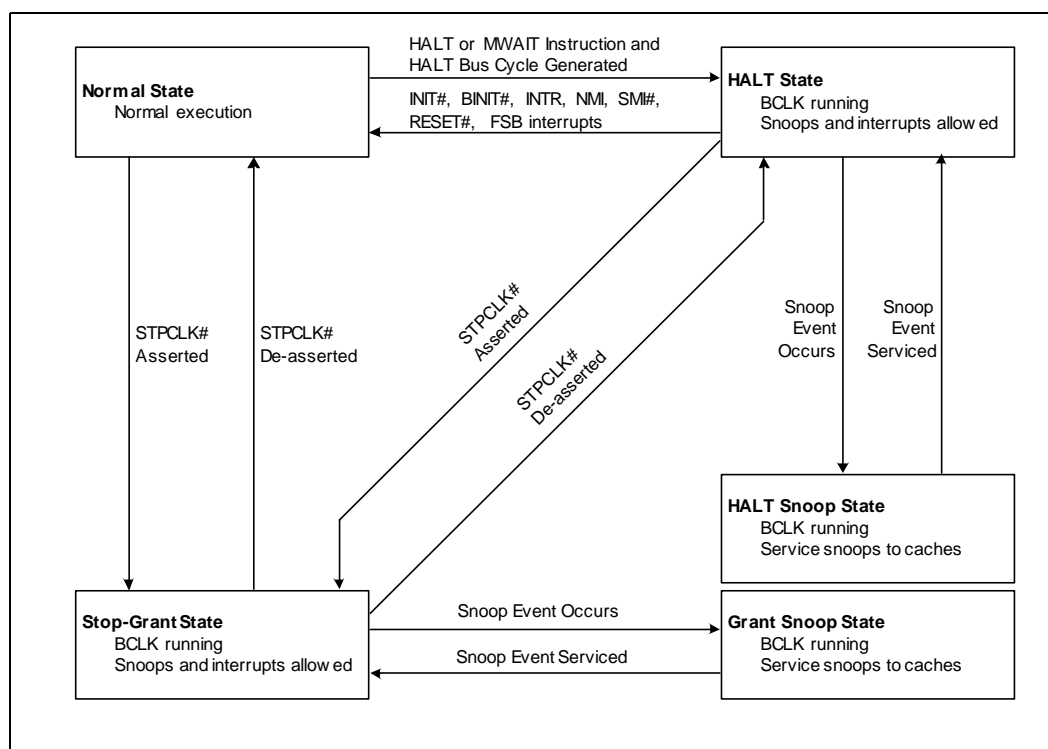 HALT or MWAIT Instruction and
HALT Bus Cycle Generated
Normal State
Normal execution
INIT#, BINIT#, INTR, NMI, SMI#,
RESET#, FSB interrupts
HALT State
BCLK running
Snoops and interrupts allowed
STPCLK#
Asserted
STPCLK#
De-asserted
STPCLK#
Asserted
STPCLK#
De-asserted
Snoop
Event
Occurs
Snoop
Event
Serviced
HALT Snoop State
BCLK running
Service snoops to caches
Stop-Grant State
BCLK running
Snoops and interrupts allowed
Snoop Event Occurs
Snoop Event Serviced
Grant Snoop State
BCLK running
Service snoops to caches